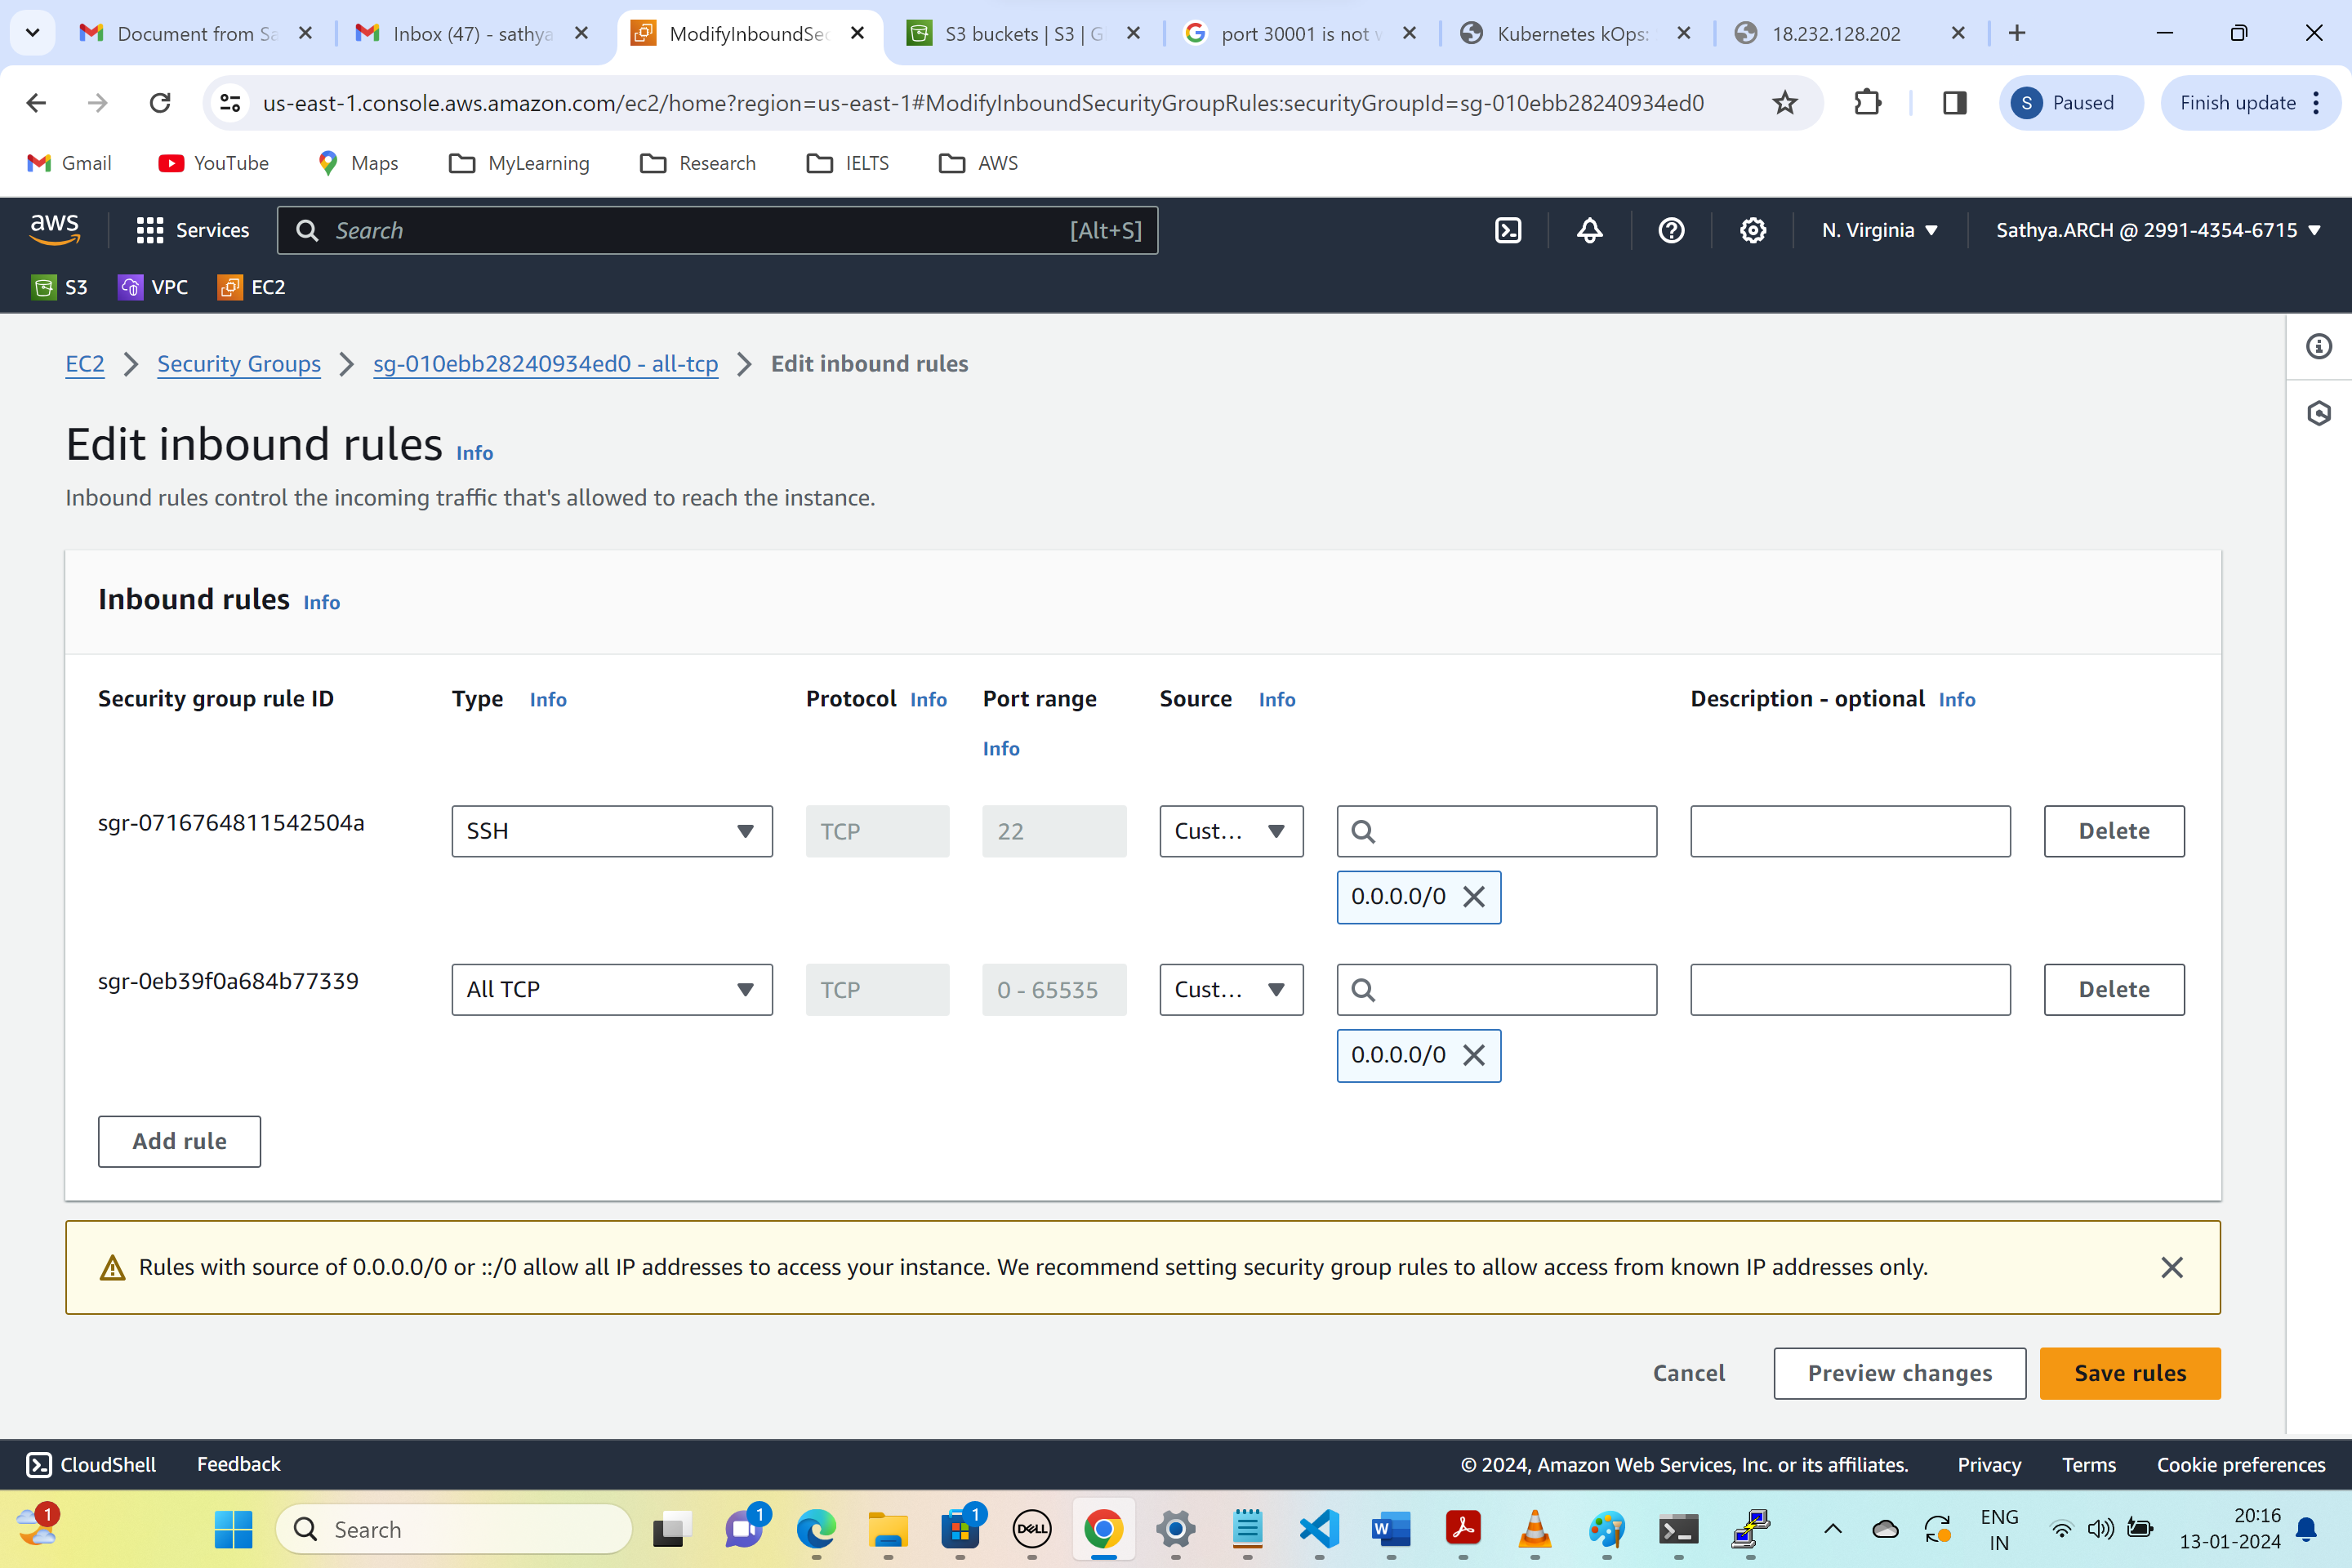 Document from Sa
Inbox (47) - sathya
ModifyInboundSec
S3 buckets | S3 | G
port 30001 is not w
Kubernetes kOps:
18.232.128.202
us-east-1.console.aws.amazon.com/ec2/home?region=us-east-1#ModifyInboundSecurityGroupRules:securityGroupId=sg-010ebb28240934ed0
S
Paused
Finish update
Gmail
YouTube
Maps
MyLearning
Research
IELTS
AWS
aws
Services
Search
[Alt+S]
N. Virginia
Sathya.ARCH @ 2991-4354-6715
S3
VPC
EC2
EC2
Security Groups
sg-010ebb28240934ed0 - all-tcp
Edit inbound rules
Edit inbound rules Info
Inbound rules control the incoming traffic that's allowed to reach the instance.
Inbound rules Info
Security group rule ID
Type Info
Protocol Info
Port range
Info
Source Info
Description - optional Info
sgr-0716764811542504a
SSH
TCP
22
Cust...
Delete
0.0.0.0/0
sgr-0eb39f0a684b77339
All TCP
TCP
0 - 65535
Cust...
Delete
0.0.0.0/0
Add rule
Rules with source of 0.0.0.0/0 or ::/0 allow all IP addresses to access your instance. We recommend setting security group rules to allow access from known IP addresses only.
Cancel
Preview changes
Save rules
CloudShell
Feedback
© 2024, Amazon Web Services, Inc. or its affiliates.
Privacy
Terms
Cookie preferences
1
Search
1
1
DELL
W
ENG
IN
20:16
13-01-2024